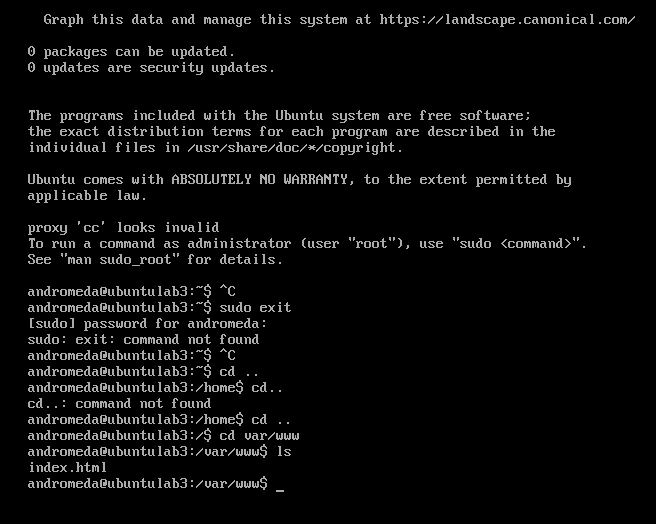 Graph this data and manage this system at https://landscape.canonical.com/
0 packages can be updated.
0 updates are security updates.
The programs included with the Ubuntu system are free software;
the exact distribution terms for each program are described in the
individual files in /usr/share/doc/*/copyright.
Ubuntu comes with ABSOLUTELY NO WARRANTY, to the extent permitted by
applicable law.
proxy 'cc' looks invalid
To run a command as administrator (user "root"), use "sudo <command>".
See "man sudo_root" for details.
andromeda@ubuntulab3:~$ ^C
andromeda@ubuntulab3:~$ sudo exit
[sudo] password for andromeda:
sudo: exit: command not found
andromeda@ubuntulab3:~$ ^C
andromeda@ubuntulab3:~$ cd ..
andromeda@ubuntulab3:/home$ cd..
cd..: command not found
andromeda@ubuntulab3:/home$ cd ..
andromeda@ubuntulab3:/$ cd var/www
andromeda@ubuntulab3:/var/www$ ls
index.html
andromeda@ubuntulab3:/var/www$ _